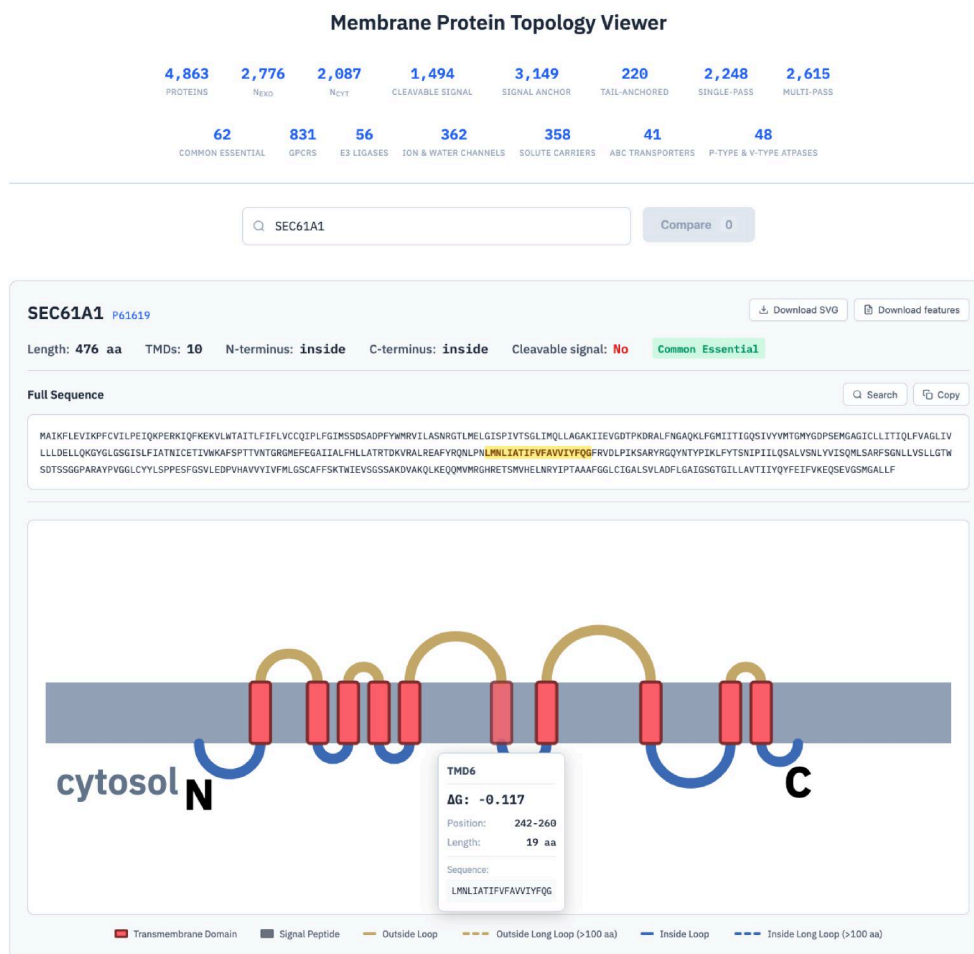 Membrane Protein Topology Viewer
4,863 2,776 2,087 1,494 3,149 220 2,248 2,615
PROTEINS NEXO NCYT CLEAVABLE SIGNAL SIGNAL ANCHOR TAIL-ANCHORED SINGLE-PASS MULTI-PASS
62 831 56 362 358 41 48
COMMON ESSENTIAL GPCRS E3 LIGASES ION & WATER CHANNELS SOLUTE CARRIERS ABC TRANSPORTERS P-TYPE & V-TYPE ATPASES
SEC61A1 Compare 0
SEC61A1 P61619 Download SVG Download features
Length: 476 aa TMDs: 10 N-terminus: inside C-terminus: inside Cleavable signal: No Common Essential
Full Sequence Search Copy
MAIKFLEVIKPFCVILPEIQKPERKIQFKEKVLWTAITLFIFLVCCQIPLFGIMSSDSADPFYWMRVILASNRGTLMELGISPIVTSGLIMQLLAGAKIIEVGDTPKDRALFNGAQKLFGMIITIGQSIVYVMTGMYGDPSEMGAGICLLITIQLFVAGLIV
LLLDELLQKGYGLGSGISLFIATNICETIVWKAFSPTTVNTGRGMEFEGAIIALFHLLATRTDKVRALREAFYRQNLPNLMNLIATIFVFAVVIYFQGFRVDLPIKSARYRGQYNTYPIKLFYTSNIPIILQSALVSNLYVISQMLSARFSGNLLVSLLGTW
SDTSSGGPARAYPVGGLCYYLSPPESFGSVLEDPVHAVVYIVFMLGSCAFFSKTWIEVSGSSAKDVAKQLKEQQMVMRGHRETSMVHELNRYIPTAAAFGGLCIGALSVLADFLGAIGSGTGILLAVTIIYQYFEIFVKEQSEVGSMGALLF
cytosol N C
TMD6
ΔG: -0.117
Position: 242-260
Length: 19 aa
Sequence:
LMNLIATIFVFAVVIYFQG
Transmembrane Domain Signal Peptide Outside Loop Outside Long Loop (>100 aa) Inside Loop Inside Long Loop (>100 aa)